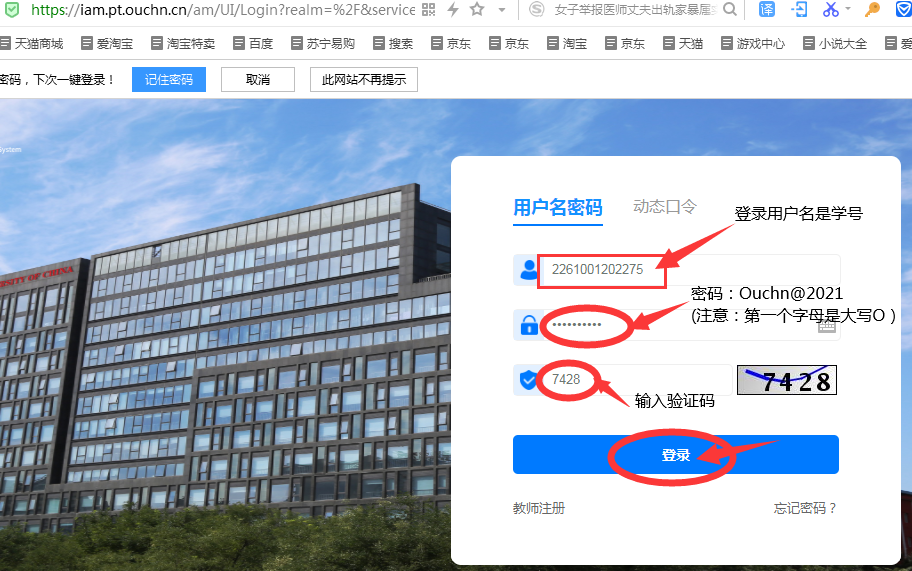 https://iam.pt.ouchn.cn/am/UI/Login?realm=%2F&service
女子举报医师丈夫出轨家暴
译
天猫商城 爱淘宝 淘宝特卖 百度 苏宁易购 搜索 京东 京东 淘宝 京东 天猫 游戏中心 小说大全 爱
密码，下次一键登录！ 记住密码 取消 此网站不再提示
System
用户名密码 动态口令
登录用户名是学号
2261001202275
密码：Ouchn@2021
(注意：第一个字母是大写O ）
••••••••••
7428
7428
输入验证码
登录
教师注册 忘记密码？
ERSITY OF CHINA